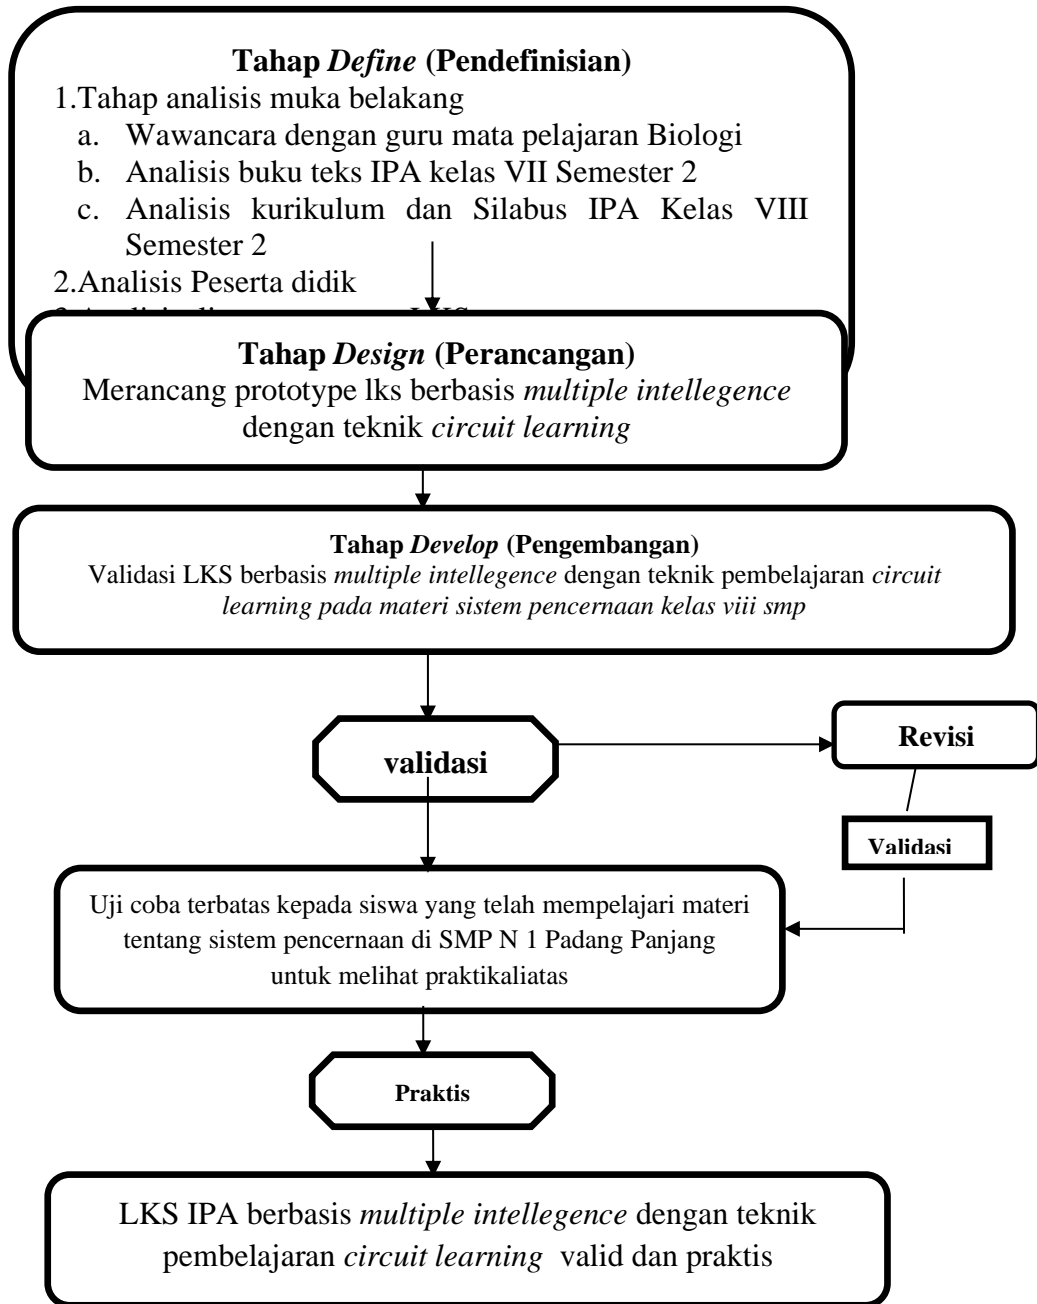 Tahap Define (Pendefinisian)
1.Tahap analisis muka belakang
a. Wawancara dengan guru mata pelajaran Biologi
b. Analisis buku teks IPA kelas VII Semester 2
c. Analisis kurikulum dan Silabus IPA Kelas VIII
Semester 2
2.Analisis Peserta didik
Tahap Design (Perancangan)
Merancang prototype lks berbasis multiple intellegence
dengan teknik circuit learning
Tahap Develop (Pengembangan)
Validasi LKS berbasis multiple intellegence dengan teknik pembelajaran circuit
learning pada materi sistem pencernaan kelas viii smp
validasi
Revisi
Validasi
Uji coba terbatas kepada siswa yang telah mempelajari materi
tentang sistem pencernaan di SMP N 1 Padang Panjang
untuk melihat praktikaliatas
Praktis
LKS IPA berbasis multiple intellegence dengan teknik
pembelajaran circuit learning valid dan praktis